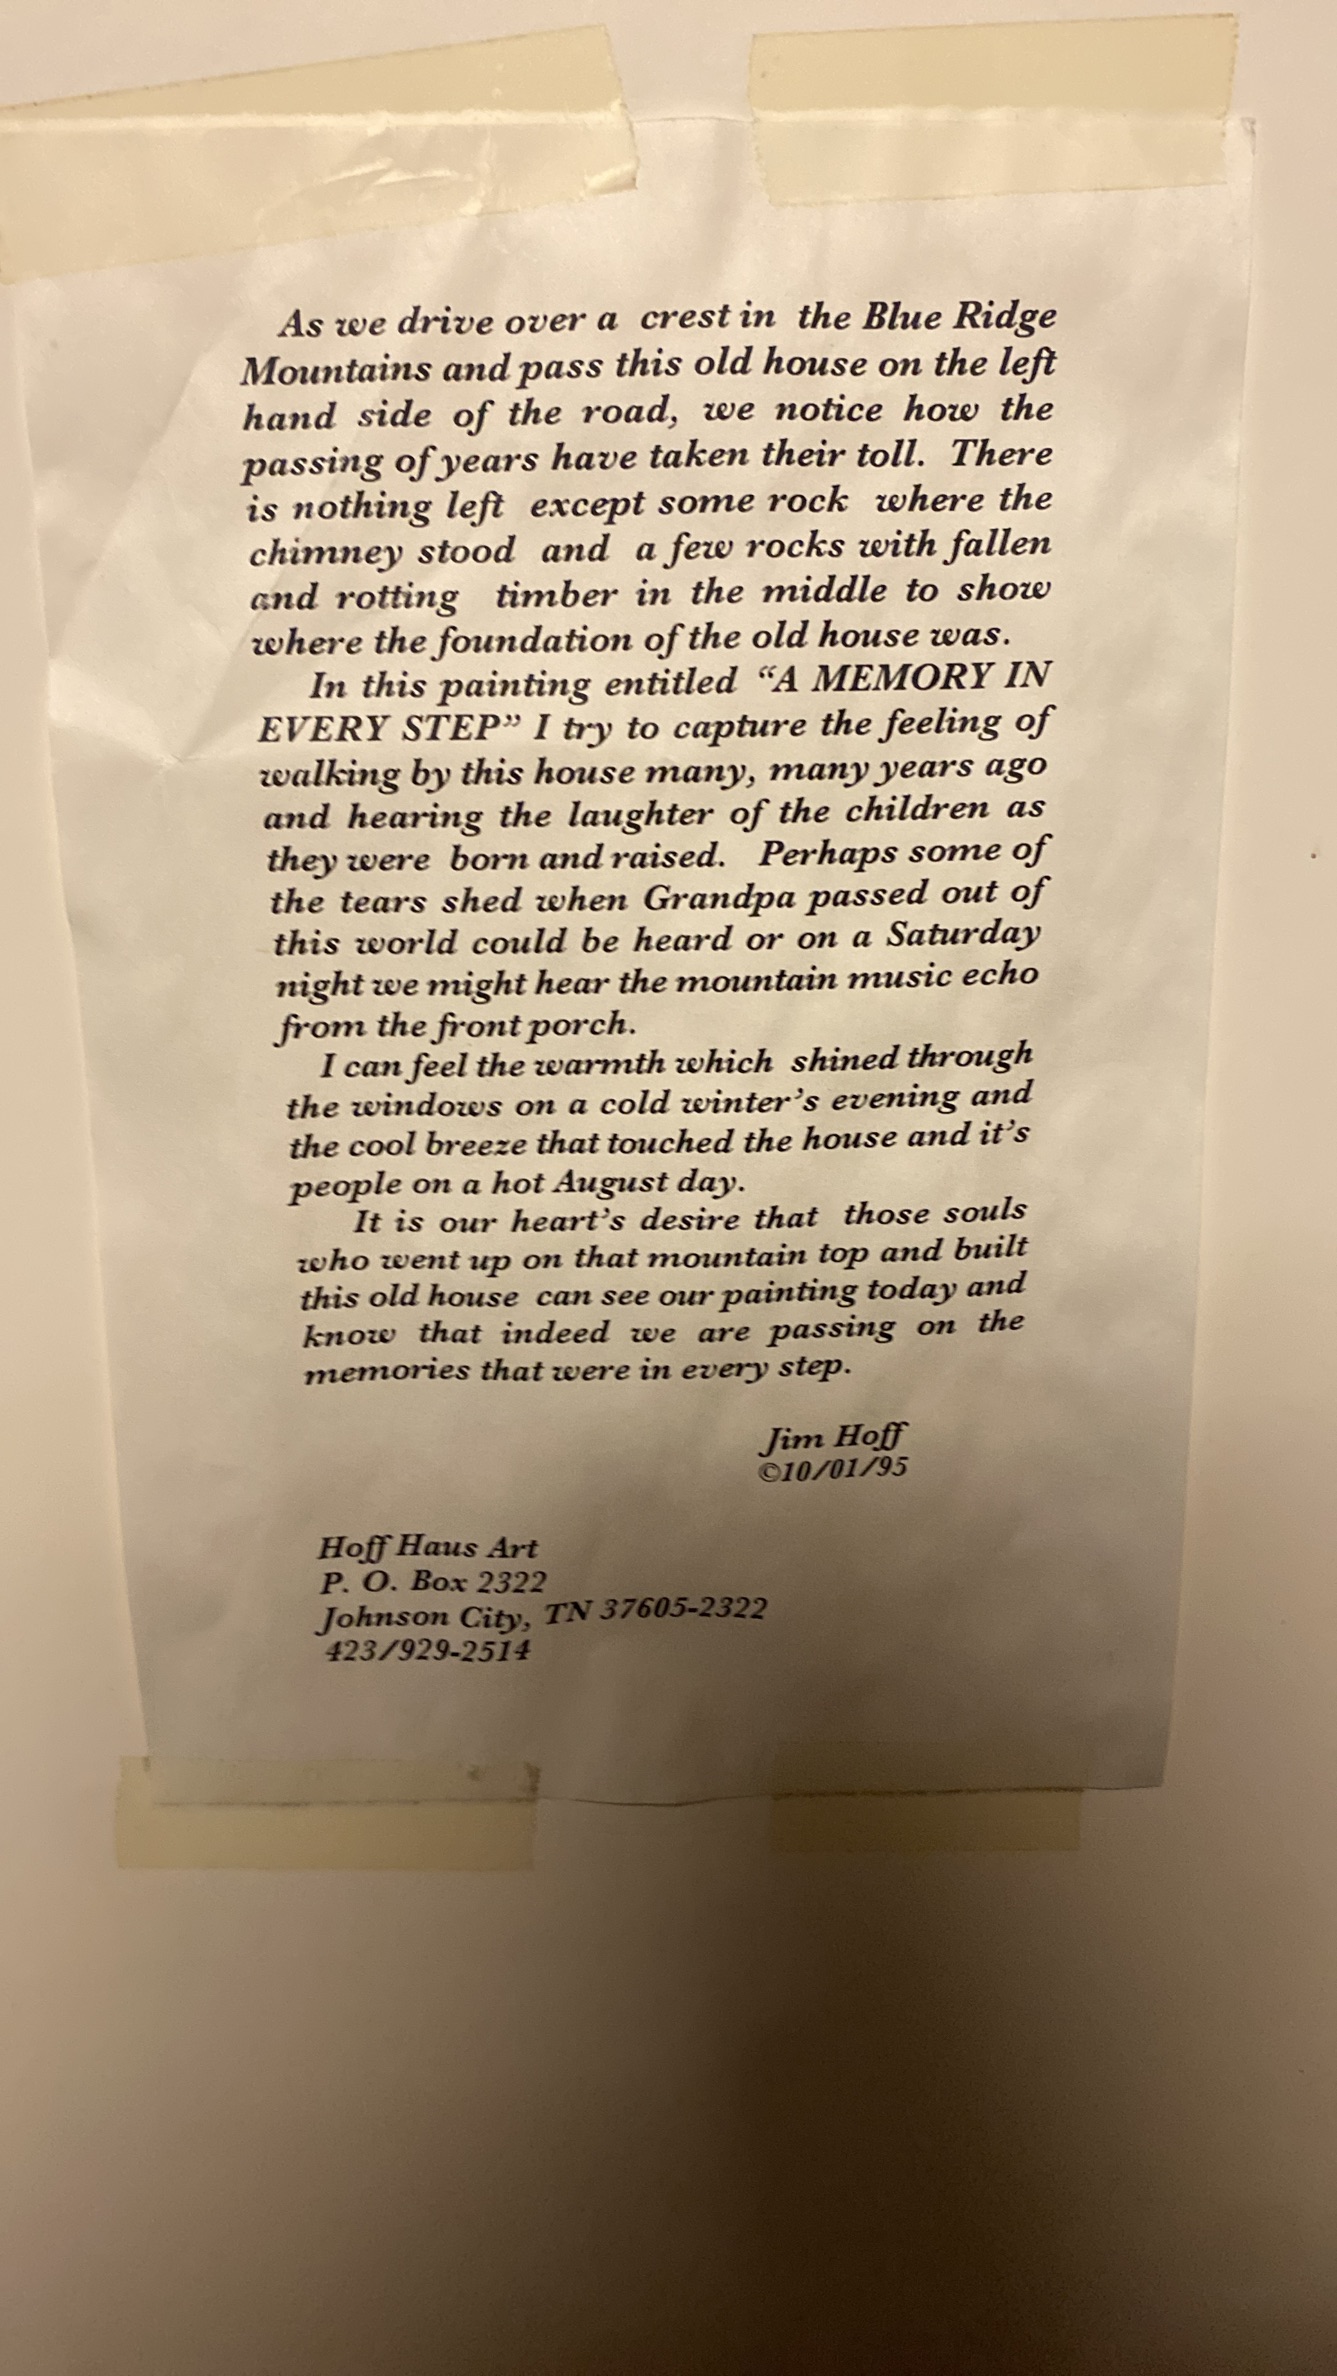 As we drive over a crest in the Blue Ridge
Mountains and pass this old house on the left
hand side of the road, we notice how the
passing of years have taken their toll. There
is nothing left except some rock where the
chimney stood and a few rocks with fallen
and rotting timber in the middle to show
where the foundation of the old house was.
In this painting entitled “A MEMORY IN
EVERY STEP” I try to capture the feeling of
walking by this house many, many years ago
and hearing the laughter of the children as
they were born and raised. Perhaps some of
the tears shed when Grandpa passed out of
this world could be heard or on a Saturday
night we might hear the mountain music echo
from the front porch.
I can feel the warmth which shined through
the windows on a cold winter’s evening and
the cool breeze that touched the house and it’s
people on a hot August day.
It is our heart’s desire that those souls
who went up on that mountain top and built
this old house can see our painting today and
know that indeed we are passing on the
memories that were in every step.
Jim Hoff
©10/01/95
Hoff Haus Art
P. O. Box 2322
Johnson City, TN 37605-2322
423/929-2514